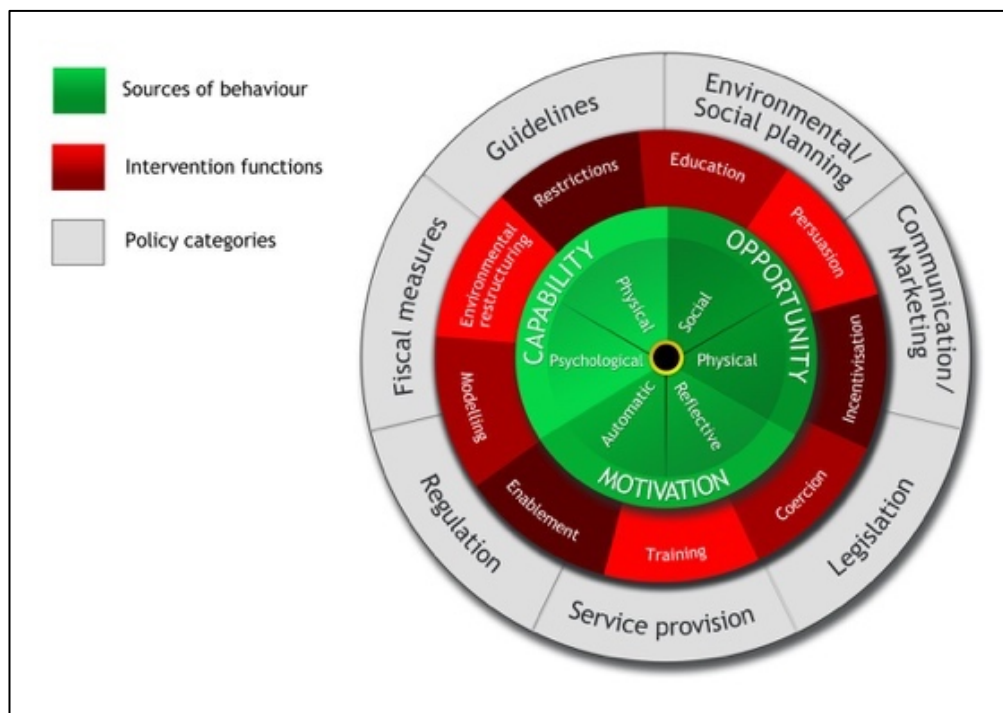 Sources of behaviour
Intervention functions
Policy categories
Guidelines
Environmental/
Social planning
Communication/
Marketing
Legislation
Service provision
Regulation
Fiscal measures
Restrictions
Education
Persuasion
Incentivisation
Coercion
Training
Enablement
Modelling
Environmental
restructuring
CAPABILITY
OPPORTUNITY
MOTIVATION
Physical
Social
Physical
Reflective
Automatic
Psychological